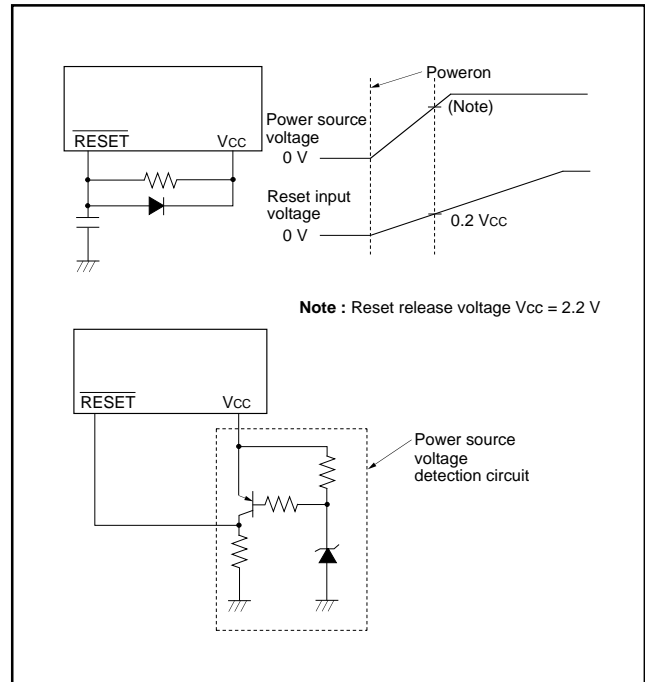 Poweron
(Note)
RESET
VCC
Power source
voltage
0 V
Reset input
voltage
0 V
0.2 VCC
Note : Reset release voltage Vcc = 2.2 V
RESET
VCC
Power source
voltage
detection circuit